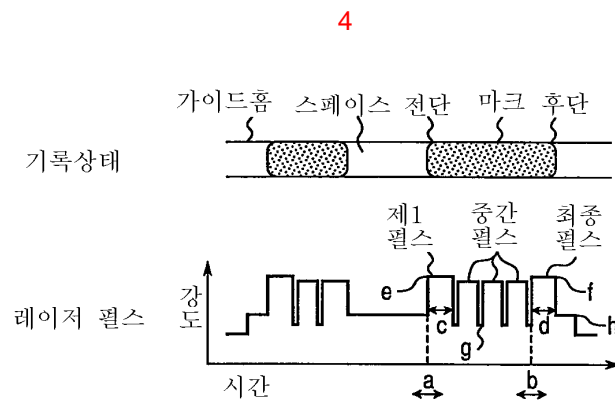 4
가이드홈 스페이스 전단 마크 후단
기록상태
제1 중간 최종
펄스 펄스 펄스
e f
강도
레이저 펄스 c d h
g
시간 a b